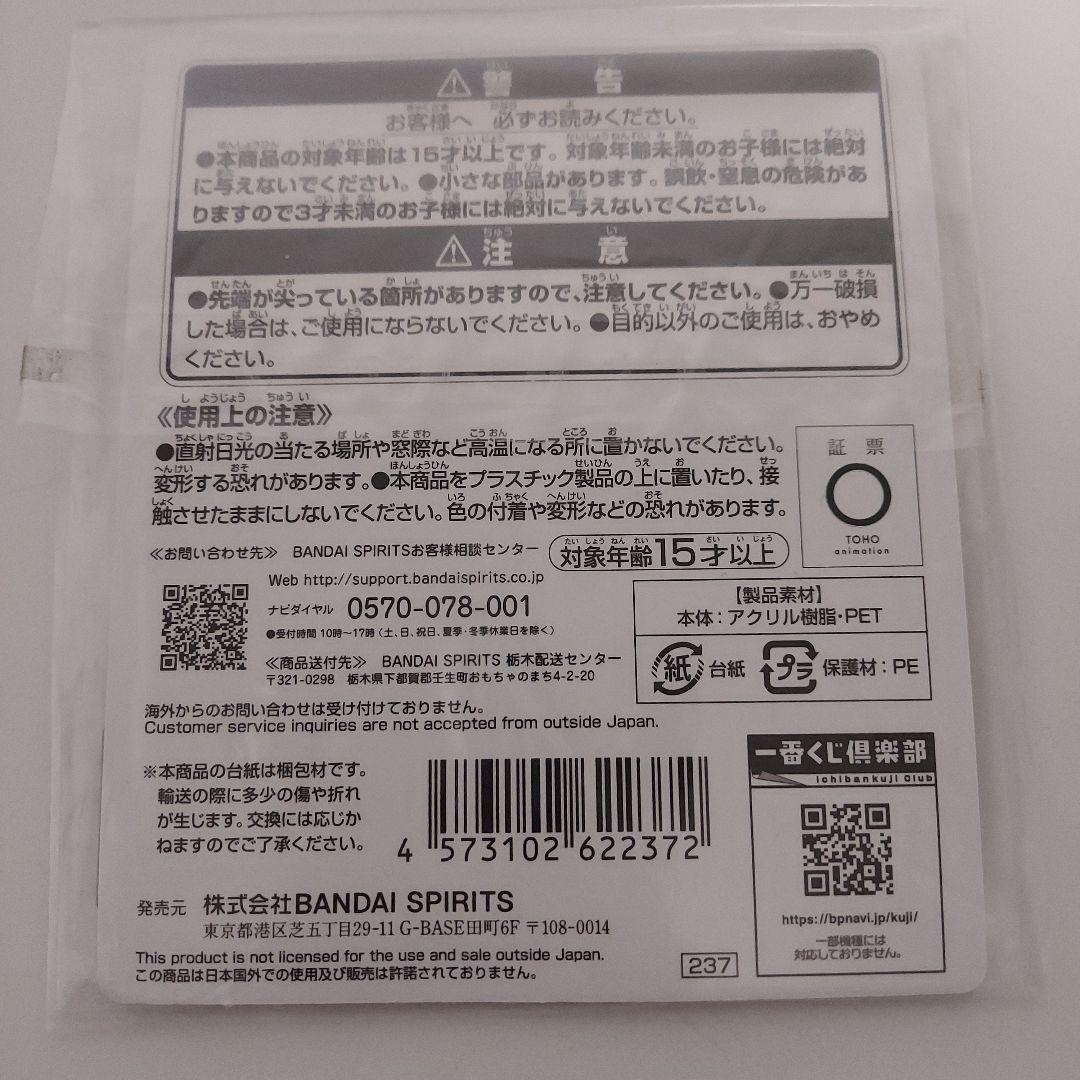 ⚠ 警告
お客様へ 必ずお読みください。
●本商品の対象年齢は15才以上です。対象年齢未満のお子様には絶対
に与えないでください。●小さな部品があります。誤飲・窒息の危険があ
りますので3才未満のお子様には絶対に与えないでください。
⚠ 注意
●先端が尖っている箇所がありますので、注意してください。●万一破損
した場合は、ご使用にならないでください。●目的以外のご使用は、おやめ
ください。
《使用上の注意》
●直射日光の当たる場所や窓際など高温になる所に置かないでください。
変形する恐れがあります。●本商品をプラスチック製品の上に置いたり、接
触させたままにしないでください。色の付着や変形などの恐れがあります。
証票
TOHO
animation
≪お問い合わせ先≫ BANDAI SPIRITSお客様相談センター
対象年齢15才以上
Web http://support.bandaispirits.co.jp
ナビダイヤル 0570-078-001
●受付時間 10時〜17時(土、日、祝日、夏季・冬季休業日を除く)
≪商品送付先≫ BANDAI SPIRITS 栃木配送センター
〒321-0298 栃木県下都賀郡壬生町おもちゃのまち4-2-20
【製品素材】
本体:アクリル樹脂・PET
紙 台紙 プラ 保護材:PE
海外からのお問い合わせは受け付けておりません。
Customer service inquiries are not accepted from outside Japan.
※本商品の台紙は梱包材です。
輸送の際に多少の傷や折れ
が生じます。交換には応じか
ねますのでご了承ください。
4 573102 622372
一番くじ倶楽部
ichibankuji Club
https://bpnavi.jp/kuji/
一部機種には
対応しておりません。
発売元 株式会社BANDAI SPIRITS
東京都港区芝五丁目29-11 G-BASE田町6F 〒108-0014
This product is not licensed for the use and sale outside Japan.
この商品は日本国外での使用及び販売は許諾されておりません。
237